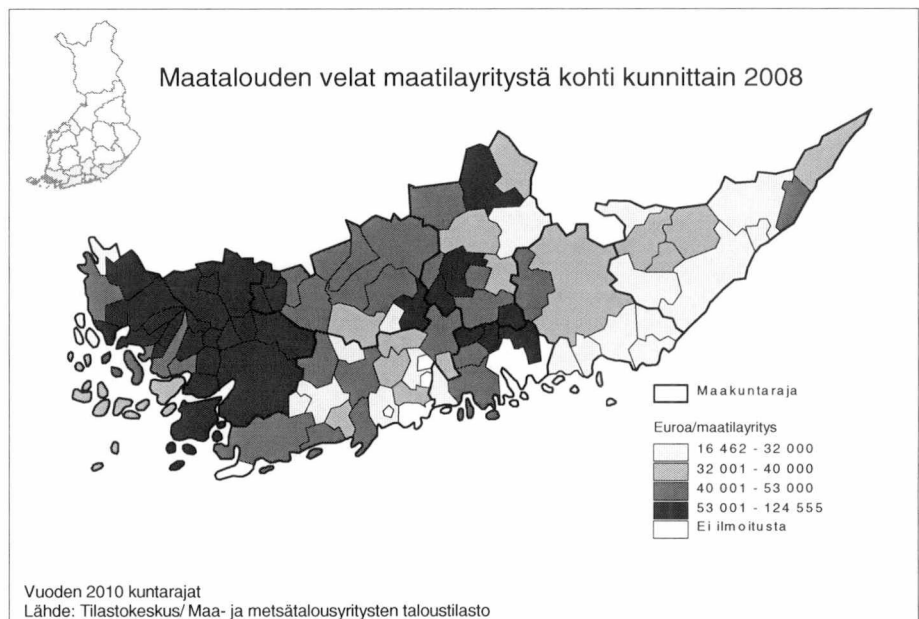 Maatalouden velat maatilayritystä kohti kunnittain 2008
Maakuntaraja
Euroa/maatilayritys
16 462 - 32 000
32 001 - 40 000
40 001 - 53 000
53 001 - 124 555
Ei ilmoitusta
Vuoden 2010 kuntarajat
Lähde: Tilastokeskus/ Maa- ja metsätalousyritysten taloustilasto